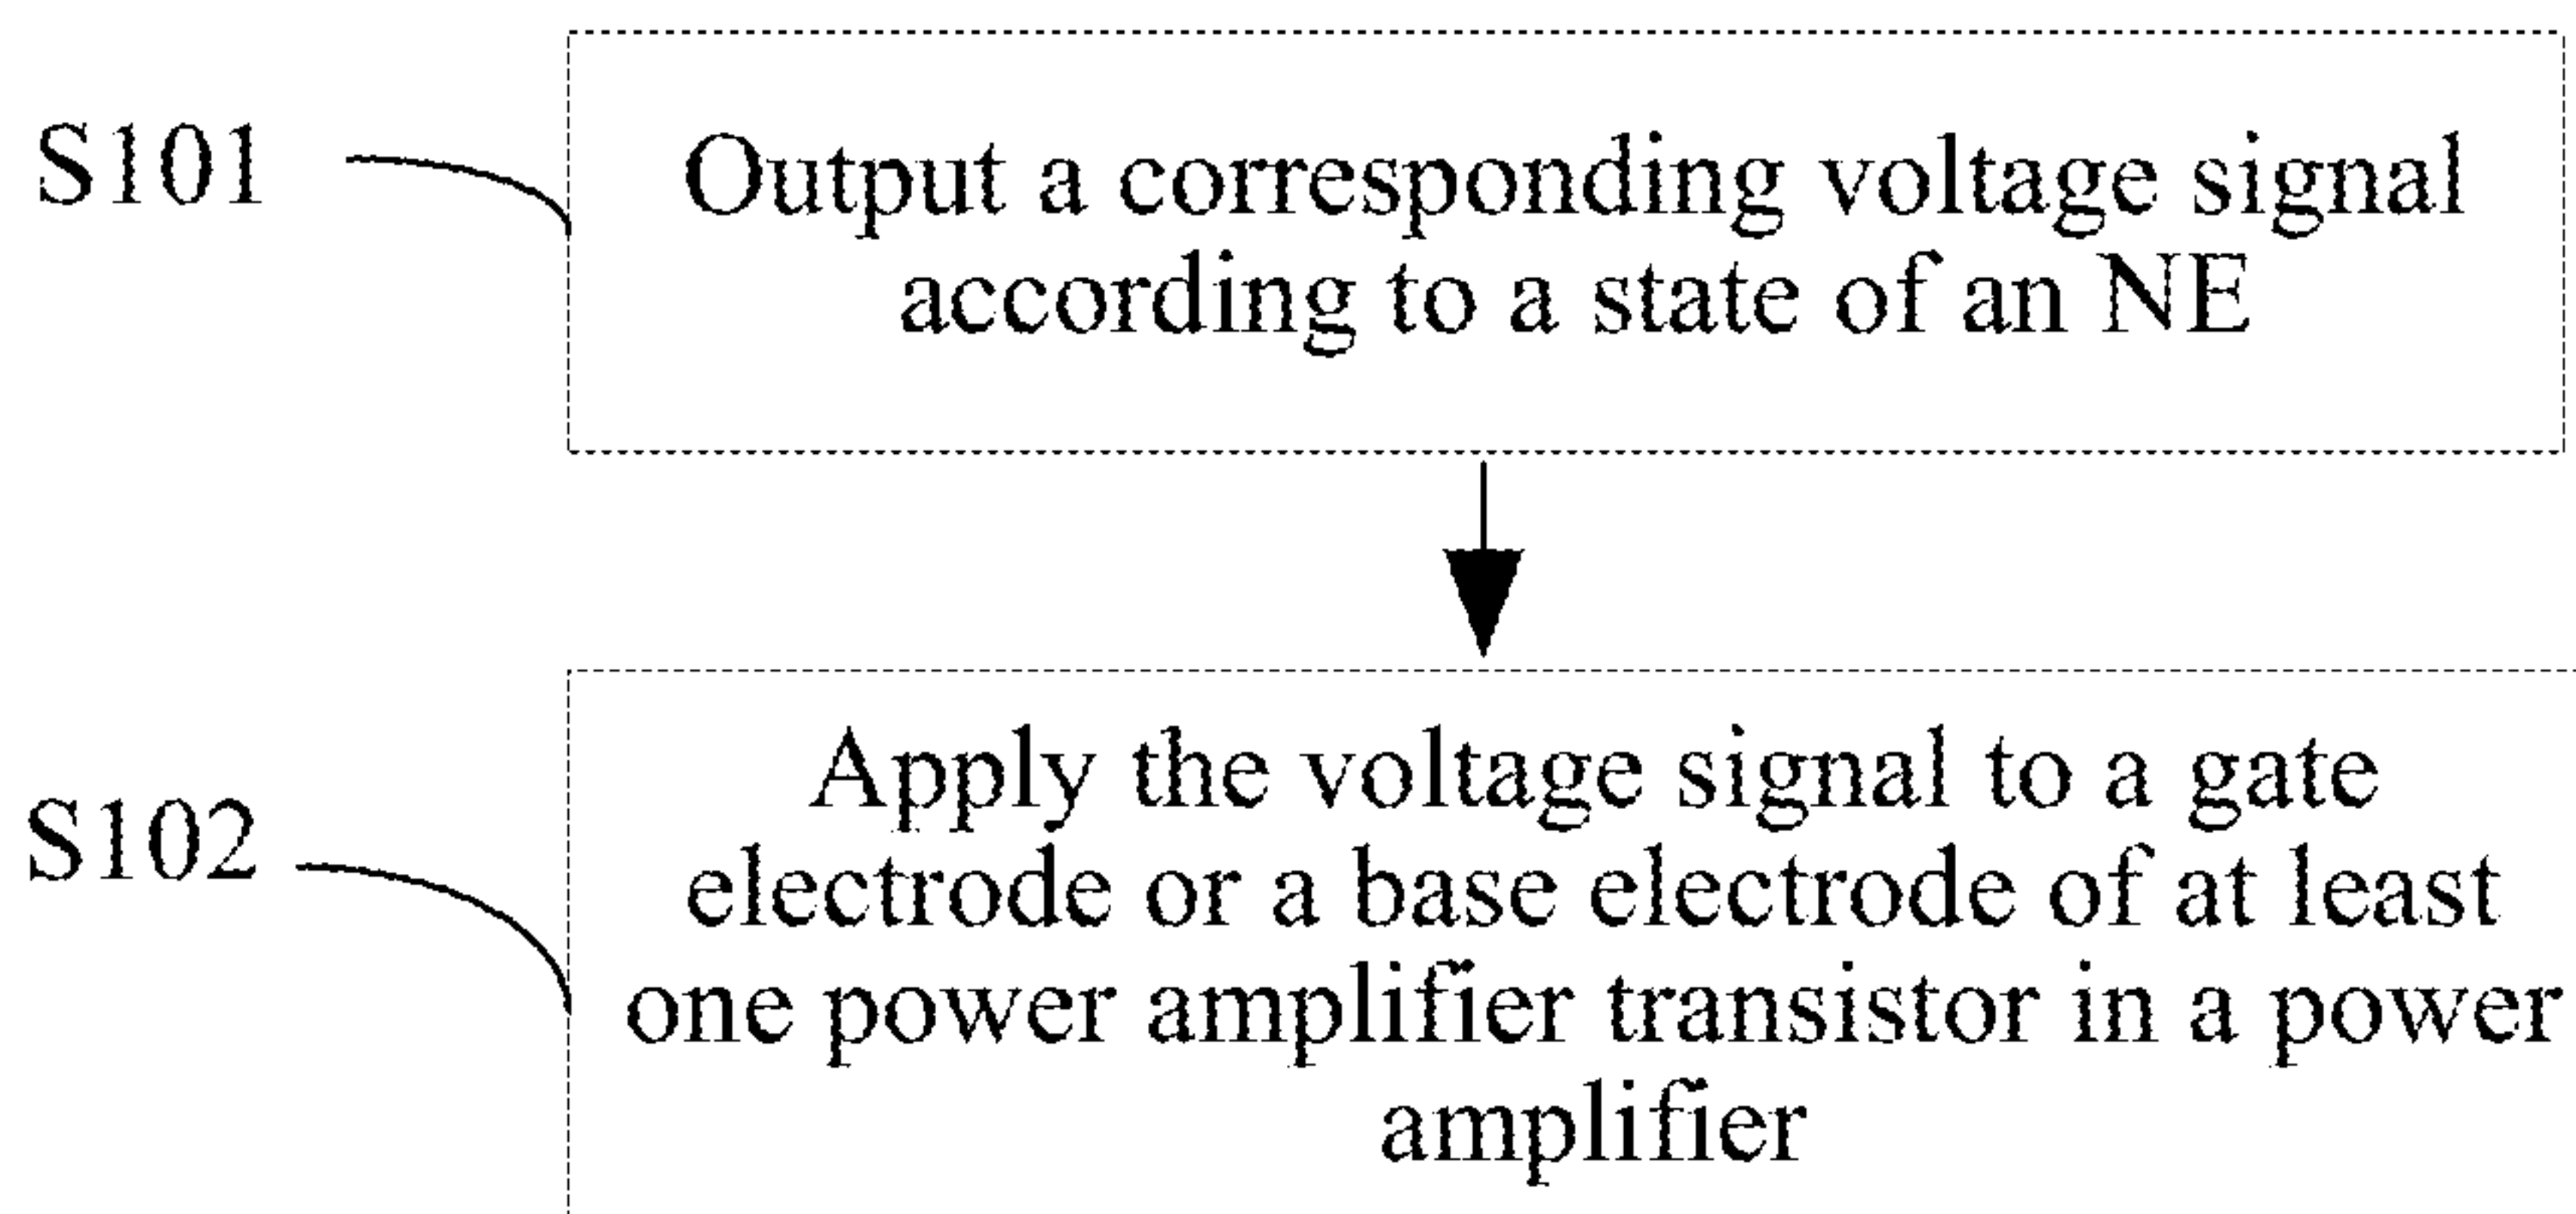 S101
Output a corresponding voltage signal
according to a state of an NE
S102
Apply the voltage signal to a gate
electrode or a base electrode of at least
one power amplifier transistor in a power
amplifier